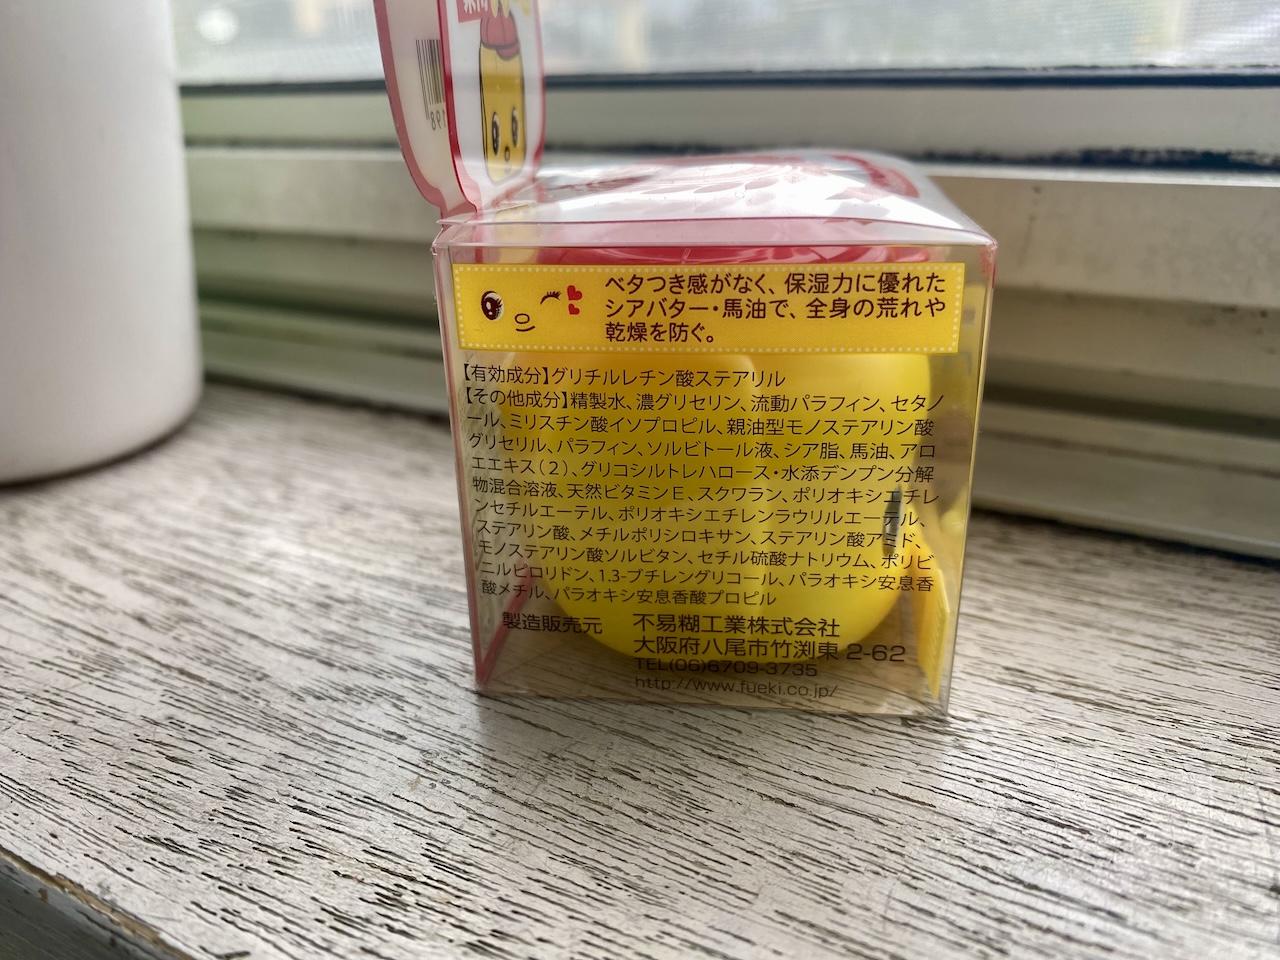 ベタつき感がなく、保湿力に優れた
シアバター・馬油で、全身の荒れや
乾燥を防ぐ。
【有効成分】グリチルレチン酸ステアリル
【その他成分】精製水、濃グリセリン、流動パラフィン、セタノ
ール、ミリスチン酸イソプロピル、親油型モノステアリン酸
グリセリル、パラフィン、ソルビトール液、シア脂、馬油、アロ
エエキス（2）、グリコシルトレハロース・水添デンプン分解
物混合溶液、天然ビタミンE、スクワラン、ポリオキシエチレ
ンセチルエーテル、ポリオキシエチレンラウリルエーテル、
ステアリン酸、メチルポリシロキサン、ステアリン酸アミド、
モノステアリン酸ソルビタン、セチル硫酸ナトリウム、ポリビ
ニルピロリドン、1.3-ブチレングリコール、パラオキシ安息香
酸メチル、パラオキシ安息香酸プロピル
製造販売元 不易糊工業株式会社
大阪府八尾市竹渕東 2-62
TEL(06)6709-3735
http://www.fueki.co.jp/